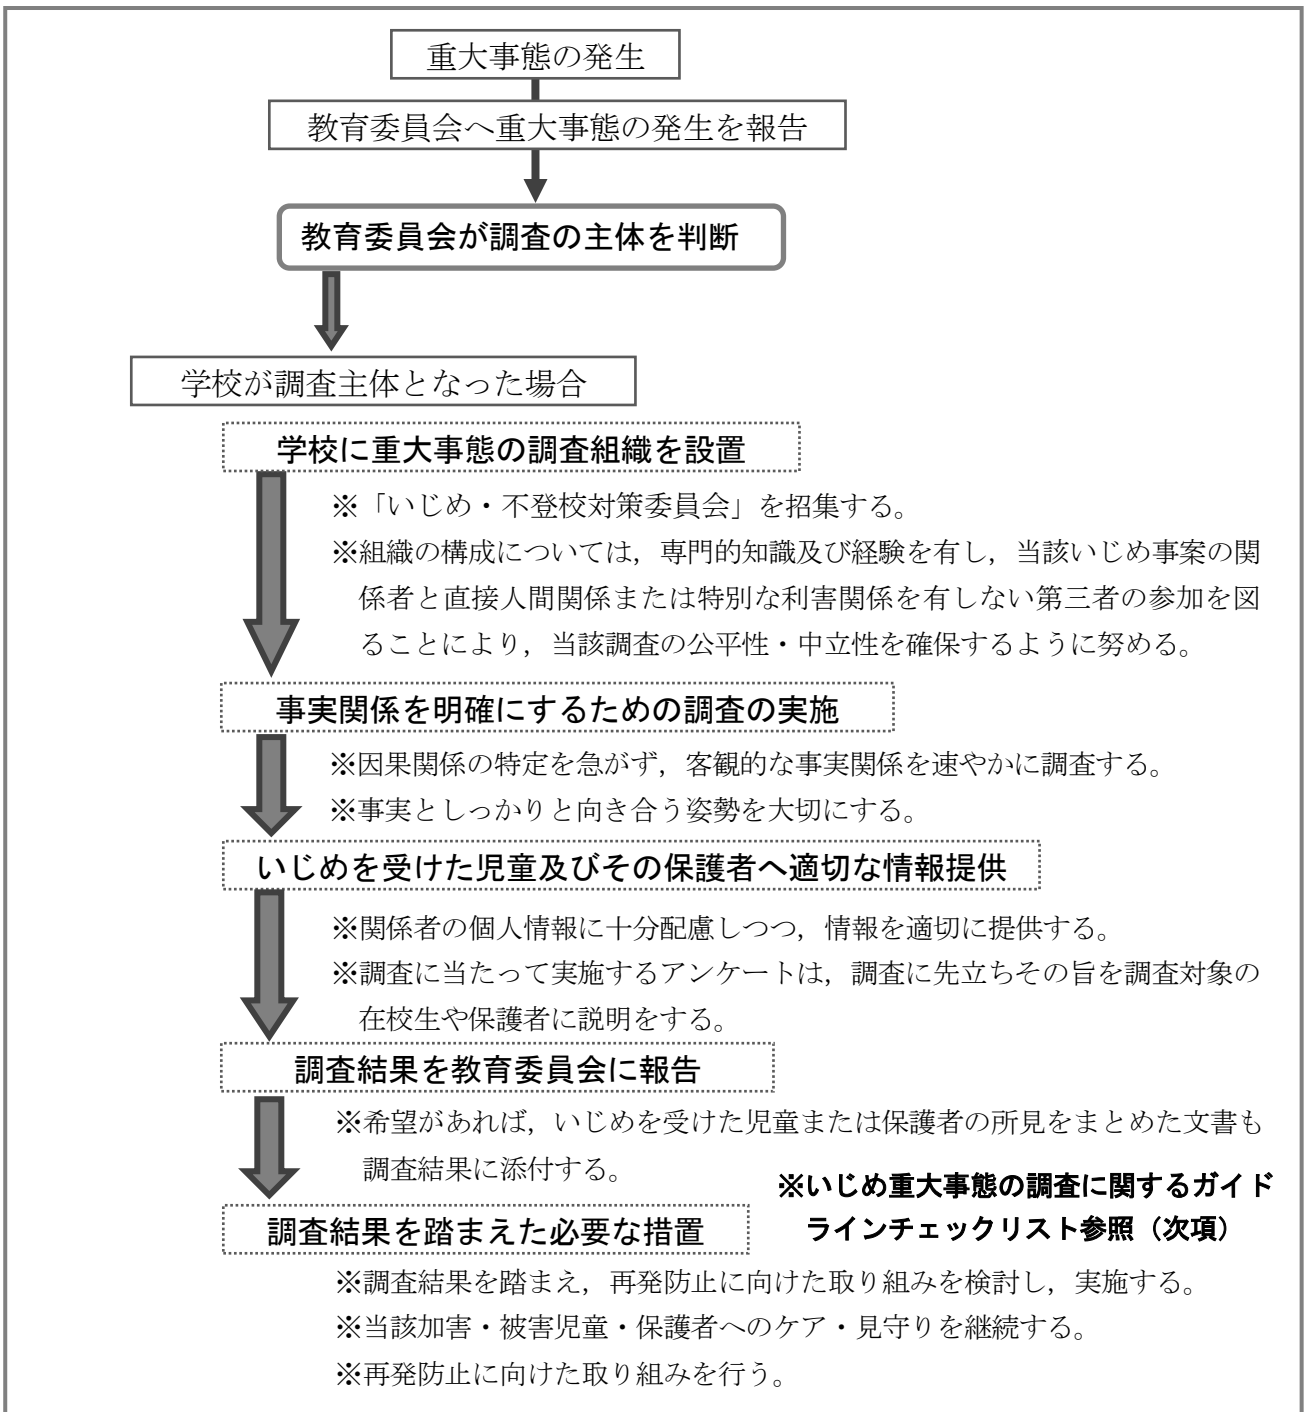 重大事態の発生
教育委員会へ重大事態の発生を報告
教育委員会が調査の主体を判断
学校が調査主体となった場合
学校に重大事態の調査組織を設置
※「いじめ・不登校対策委員会」を招集する。
※組織の構成については，専門的知識及び経験を有し，当該いじめ事案の関
係者と直接人間関係または特別な利害関係を有しない第三者の参加を図
ることにより，当該調査の公平性・中立性を確保するように努める。
事実関係を明確にするための調査の実施
※因果関係の特定を急がず，客観的な事実関係を速やかに調査する。
※事実としっかりと向き合う姿勢を大切にする。
いじめを受けた児童及びその保護者へ適切な情報提供
※関係者の個人情報に十分配慮しつつ，情報を適切に提供する。
※調査に当たって実施するアンケートは，調査に先立ちその旨を調査対象の
在校生や保護者に説明をする。
調査結果を教育委員会に報告
※希望があれば，いじめを受けた児童または保護者の所見をまとめた文書も
調査結果に添付する。
※いじめ重大事態の調査に関するガイド
ラインチェックリスト参照（次項）
調査結果を踏まえた必要な措置
※調査結果を踏まえ，再発防止に向けた取り組みを検討し，実施する。
※当該加害・被害児童・保護者へのケア・見守りを継続する。
※再発防止に向けた取り組みを行う。